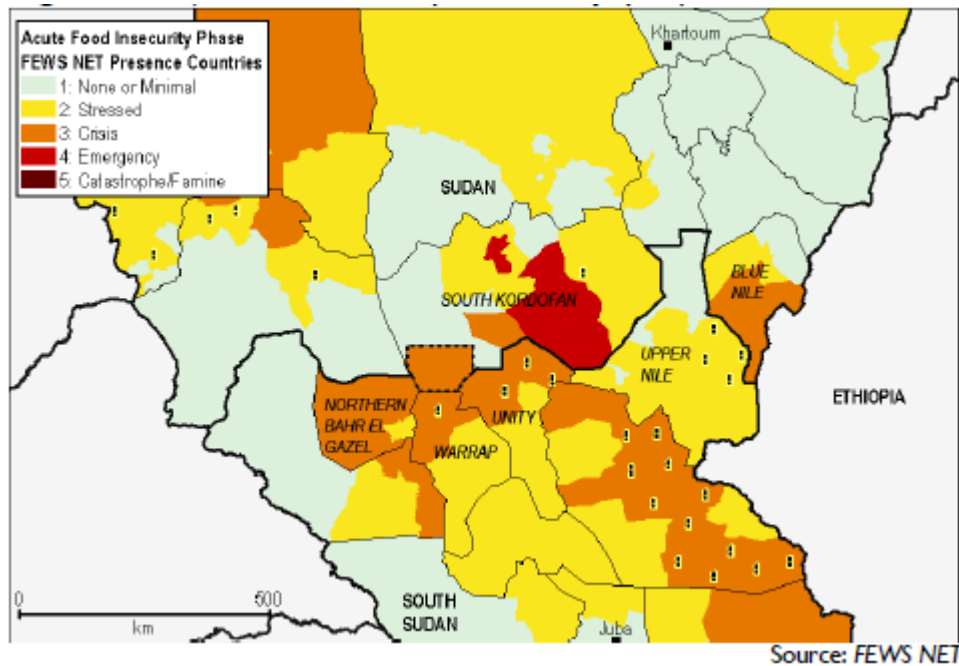 Acute Food Insecurity Phase
FEWS NET Presence Countries
1: None or Minimal
2: Stressed
3: Crisis
4: Emergency
5: Catastrophe/Famine
Khartoum
SUDAN
BLUE
NILE
SOUTH KORDOFAN
UPPER
NILE
ETHIOPIA
NORTHERN
BAHR EL
GAZEL
UNITY
WARRAP
0 500
km
SOUTH
SUDAN
Juba
Source: FEWS NET